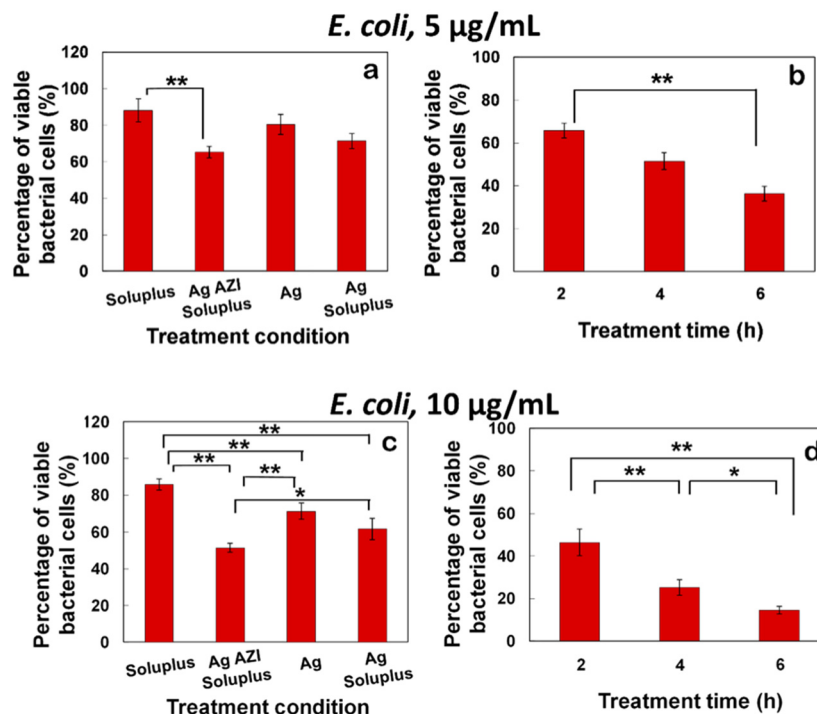 E. coli, 5 µg/mL
a
Percentage of viable
bacterial cells (%)
120
100
80
60
40
20
0
**
Soluplus
Ag AZI
Soluplus
Ag
Ag
Soluplus
Treatment condition
b
Percentage of viable
bacterial cells (%)
100
80
60
40
20
0
**
2
4
6
Treatment time (h)
E. coli, 10 µg/mL
c
Percentage of viable
bacterial cells (%)
120
100
80
60
40
20
0
**
**
**
**
*
Soluplus
Ag AZI
Soluplus
Ag
Ag
Soluplus
Treatment condition
d
Percentage of viable
bacterial cells (%)
100
80
60
40
20
0
**
**
*
2
4
6
Treatment time (h)